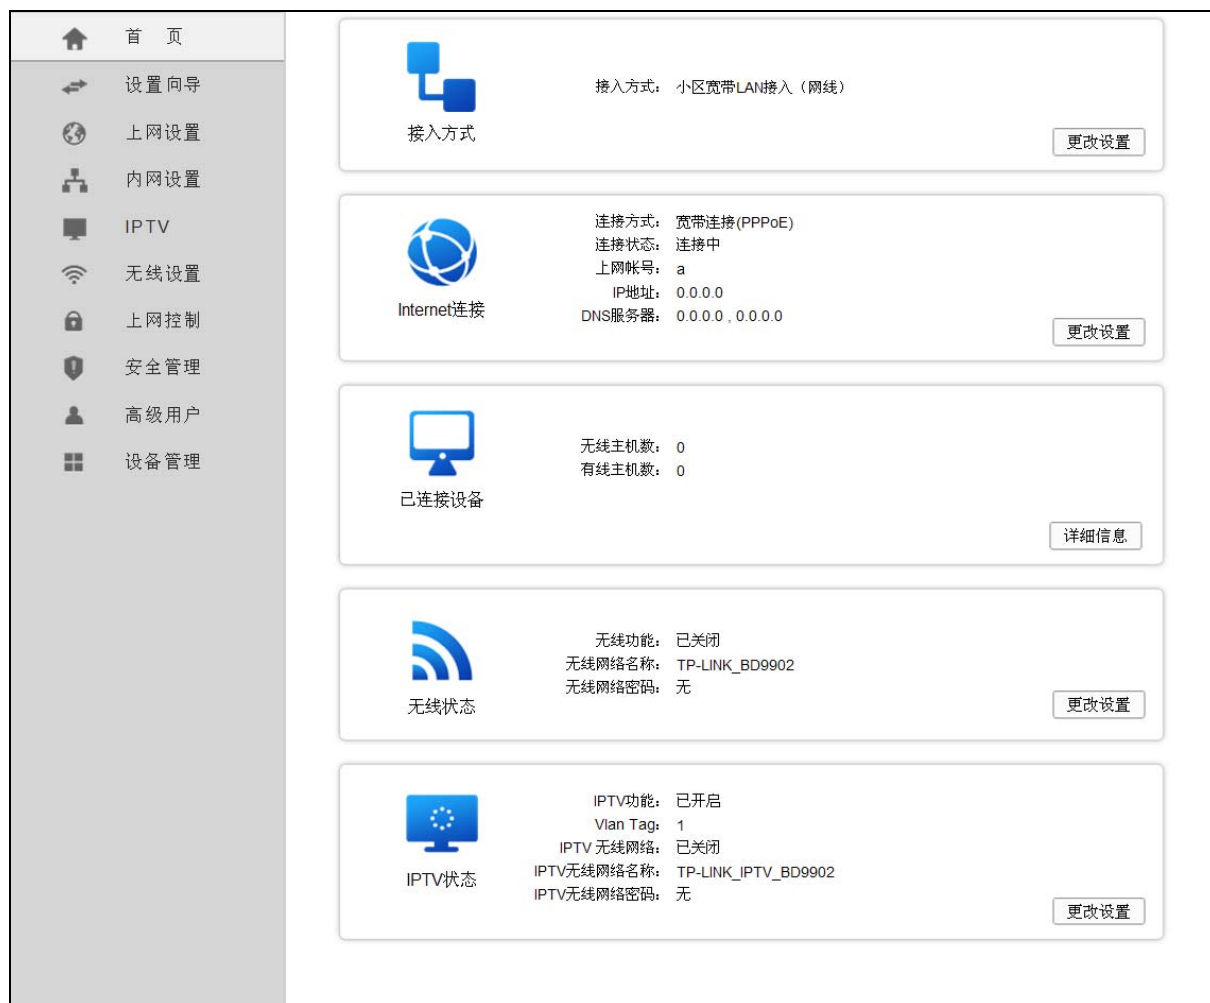 首 页
设置向导
上网设置
内网设置
IPTV
无线设置
上网控制
安全管理
高级用户
设备管理
接入方式
接入方式： 小区宽带LAN接入（网线）
更改设置
Internet连接
连接方式： 宽带连接(PPPoE)
连接状态： 连接中
上网帐号： a
IP地址： 0.0.0.0
DNS服务器： 0.0.0.0 , 0.0.0.0
更改设置
已连接设备
无线主机数： 0
有线主机数： 0
详细信息
无线状态
无线功能： 已关闭
无线网络名称： TP-LINK_BD9902
无线网络密码： 无
更改设置
IPTV状态
IPTV功能： 已开启
Vlan Tag： 1
IPTV 无线网络： 已关闭
IPTV无线网络名称： TP-LINK_IPTV_BD9902
IPTV无线网络密码： 无
更改设置